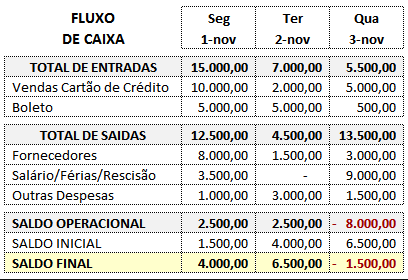 FLUXO Seg Ter Qua
DE CAIXA 1-nov 2-nov 3-nov
TOTAL DE ENTRADAS 15.000,00 7.000,00 5.500,00
Vendas Cartão de Crédito 10.000,00 2.000,00 5.000,00
Boleto 5.000,00 5.000,00 500,00
TOTAL DE SAIDAS 12.500,00 4.500,00 13.500,00
Fornecedores 8.000,00 1.500,00 3.000,00
Salário/Férias/Rescisão 3.500,00 - 9.000,00
Outras Despesas 1.000,00 3.000,00 1.500,00
SALDO OPERACIONAL 2.500,00 2.500,00 - 8.000,00
SALDO INICIAL 1.500,00 4.000,00 6.500,00
SALDO FINAL 4.000,00 6.500,00 - 1.500,00